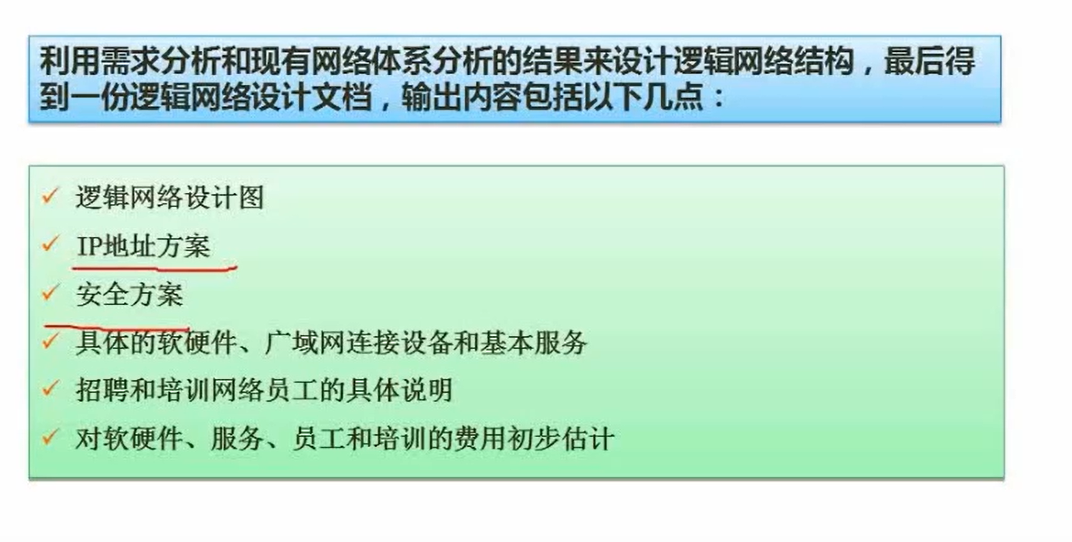 利用需求分析和现有网络体系分析的结果来设计逻辑网络结构，最后得
到一份逻辑网络设计文档，输出内容包括以下几点：
✓ 逻辑网络设计图
✓ IP地址方案
✓ 安全方案
✓ 具体的软硬件、广域网连接设备和基本服务
✓ 招聘和培训网络员工的具体说明
✓ 对软硬件、服务、员工和培训的费用初步估计